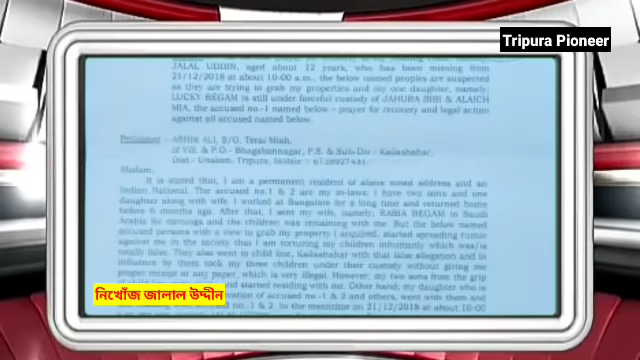 Tripura Pioneer
JALAL UDDIN, aged about 12 years, who has been missing from
21/12/2018 at about 10-00 a.m., the below named peoples are suspected
as they are trying to grab my properties and my one daughter, namely;
LUCKY BEGAM is still under forceful custody of JAHURA BIBI & ALAICH
MIA, the accused no.-1 named below – prayer for recovery and legal action
against all accused named below.
Petitioner :- ABHIR ALI, S/O, Terai Miah,
of Vill. & P.O.- Bhagabannagar, P.S. & Sub-Div.- Kailashahar,
Dist.- Unakoti, Tripura, Mobile :-
Madam,
It is stated that, I am a permanent resident of above noted address and an
Indian National. The accused no.1 & 2 are my in-laws; I have two sons and one
daughter along with wife. I worked at Bangalore for a long time and returned home
before 6 months ago. After that, I sent my wife, namely; RABIA BEGAM to Saudi
Arabia for earnings and the children was remaining with me. But the below named
accused persons with a view to grab my property I acquired, started spreading rumor
against me in the society that I am torturing my children inhumanly which was/is
totally false. They also went to child line, Kailashahar with that false allegation and in
influence by them took my three children under their custody without giving me
proper receipt or any paper, which is very illegal. However, my two sons from the grip
and started residing with me. Other hand; my daughter who is
of accused no.-1 & 2 and others, went with them and
no.-1 & 2. In the meantime on 21/12/2018 at about 10-00
নিখোঁজ জালাল উদ্দীন